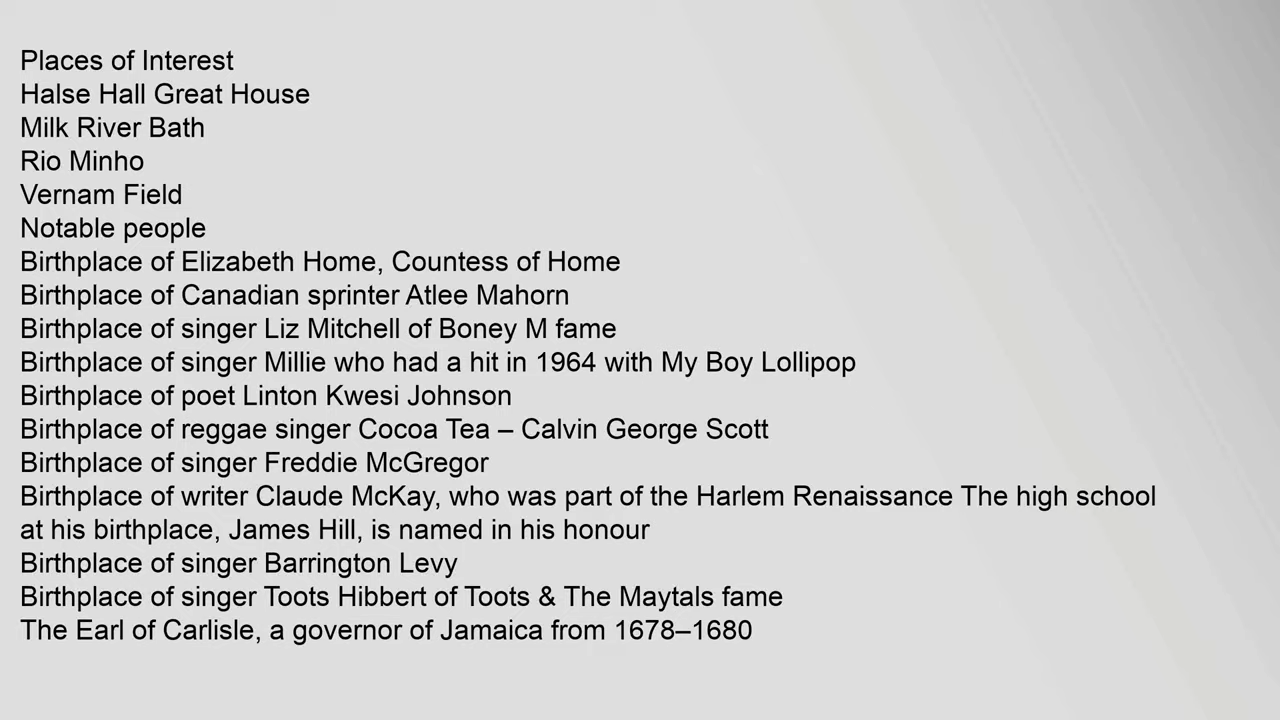 Places of Interest
Halse Hall Great House
Milk River Bath
Rio Minho
Vernam Field
Notable people
Birthplace of Elizabeth Home, Countess of Home
Birthplace of Canadian sprinter Atlee Mahorn
Birthplace of singer Liz Mitchell of Boney M fame
Birthplace of singer Millie who had a hit in 1964 with My Boy Lollipop
Birthplace of poet Linton Kwesi Johnson
Birthplace of reggae singer Cocoa Tea – Calvin George Scott
Birthplace of singer Freddie McGregor
Birthplace of writer Claude McKay, who was part of the Harlem Renaissance The high school
at his birthplace, James Hill, is named in his honour
Birthplace of singer Barrington Levy
Birthplace of singer Toots Hibbert of Toots & The Maytals fame
The Earl of Carlisle, a governor of Jamaica from 1678–1680